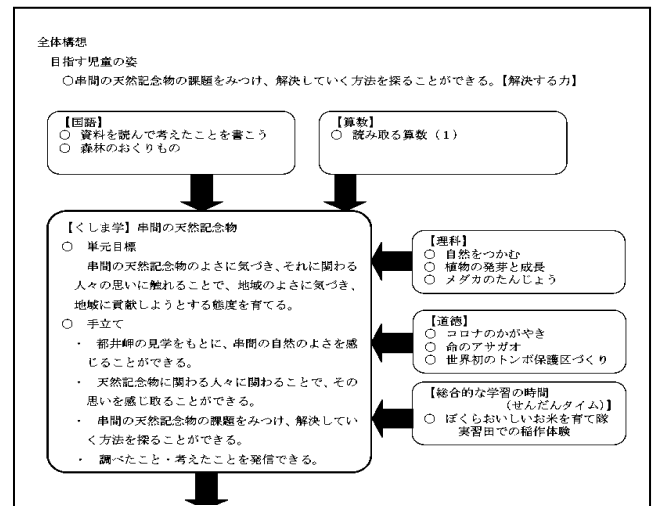 全体構想
目指す児童の姿
○串間の天然記念物の課題をみつけ、解決していく方法を探ることができる。【解決する力】
【国語】
○ 資料を読んで考えたことを書こう
○ 森林のおくりもの
【算数】
○ 読み取る算数（1）
【くしま学】串間の天然記念物
○ 単元目標
串間の天然記念物のよさに気づき、それに関わる
人々の思いに触れることで、地域のよさに気づき、
地域に貢献しようとする態度を育てる。
○ 手立て
・ 都井岬の見学をもとに、串間の自然のよさを感
じることができる。
・ 天然記念物に関わる人々に関わることで、その
思いを感じ取ることができる。
・ 串間の天然記念物の課題をみつけ、解決してい
く方法を探ることができる。
・ 調べたこと・考えたことを発信できる。
【理科】
○ 自然をつかむ
○ 植物の発芽と成長
○ メダカのたんじょう
【道徳】
○ コロナのかがやき
○ 命のアサガオ
○ 世界初のトンボ保護区づくり
【総合的な学習の時間
（せんだんタイム）】
○ ぼくらおいしいお米を育て隊
実習田での稲作体験